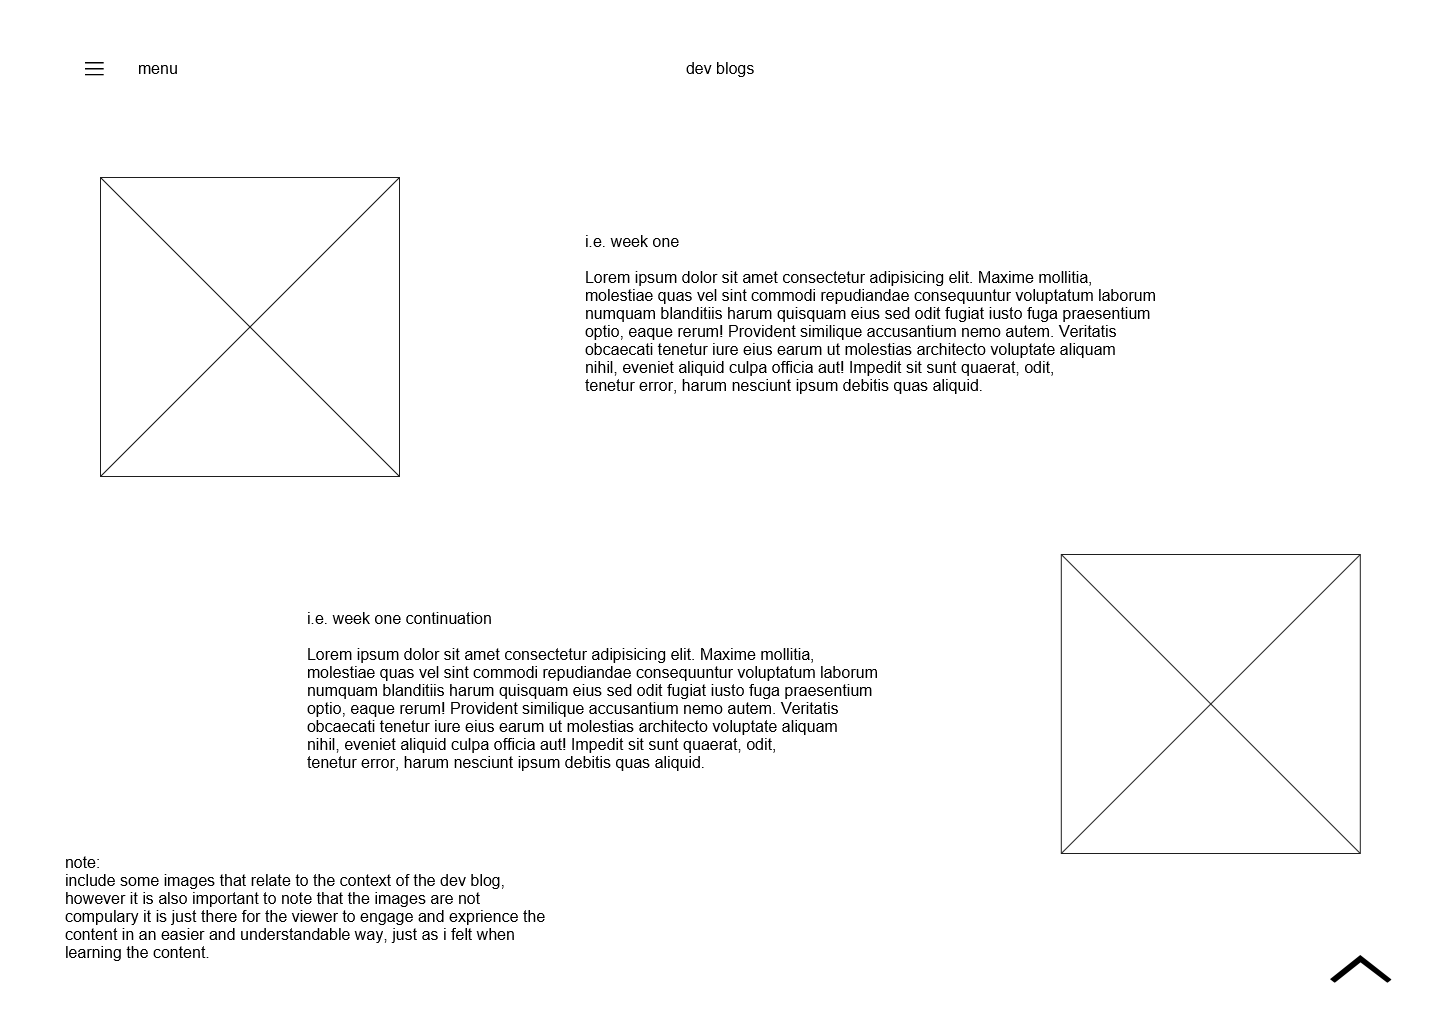 menu
dev blogs
i.e. week one
Lorem ipsum dolor sit amet consectetur adipisicing elit. Maxime mollitia,
molestiae quas vel sint commodi repudiandae consequuntur voluptatum laborum
numquam blanditiis harum quisquam eius sed odit fugiat iusto fuga praesentium
optio, eaque rerum! Provident similique accusantium nemo autem. Veritatis
obcaecati tenetur iure eius earum ut molestias architecto voluptate aliquam
nihil, eveniet aliquid culpa officia aut! Impedit sit sunt quaerat, odit,
tenetur error, harum nesciunt ipsum debitis quas aliquid.
i.e. week one continuation
Lorem ipsum dolor sit amet consectetur adipisicing elit. Maxime mollitia,
molestiae quas vel sint commodi repudiandae consequuntur voluptatum laborum
numquam blanditiis harum quisquam eius sed odit fugiat iusto fuga praesentium
optio, eaque rerum! Provident similique accusantium nemo autem. Veritatis
obcaecati tenetur iure eius earum ut molestias architecto voluptate aliquam
nihil, eveniet aliquid culpa officia aut! Impedit sit sunt quaerat, odit,
tenetur error, harum nesciunt ipsum debitis quas aliquid.
note:
include some images that relate to the context of the dev blog,
however it is also important to note that the images are not
compulary it is just there for the viewer to engage and exprience the
content in an easier and understandable way, just as i felt when
learning the content.